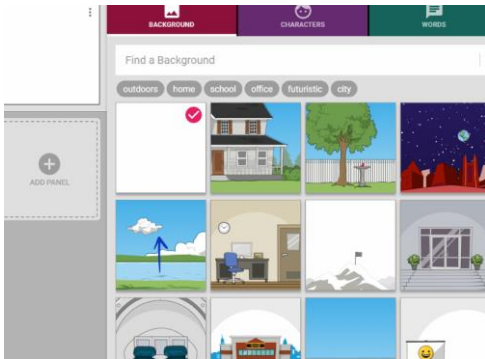 BACKGROUND
CHARACTERS
WORDS
Find a Background
outdoors home school office futuristic city
ADD PANEL